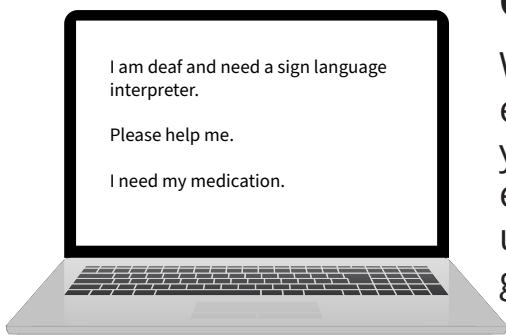 I am deaf and need a sign language
interpreter.
Please help me.
I need my medication.